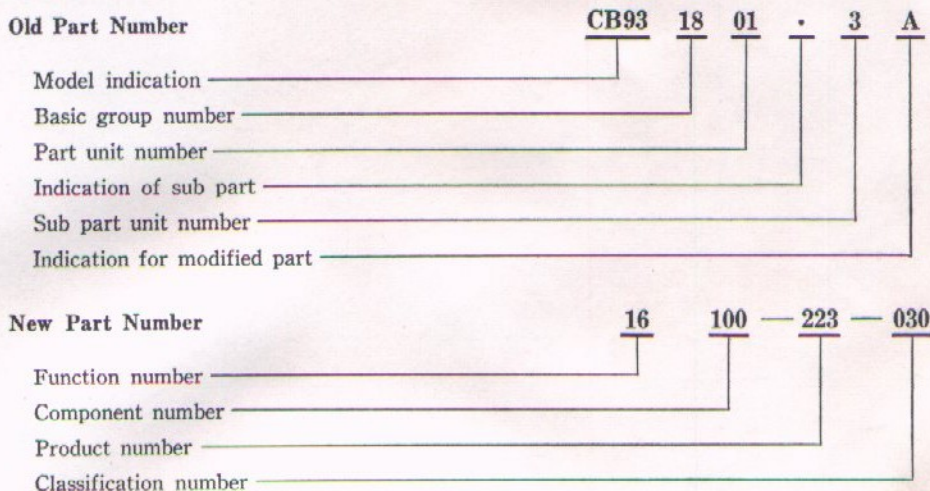 Old Part Number CB93 18 01 · 3 A
Model indication
Basic group number
Part unit number
Indication of sub part
Sub part unit number
Indication for modified part
New Part Number 16 100 — 223 — 030
Function number
Component number
Product number
Classification number